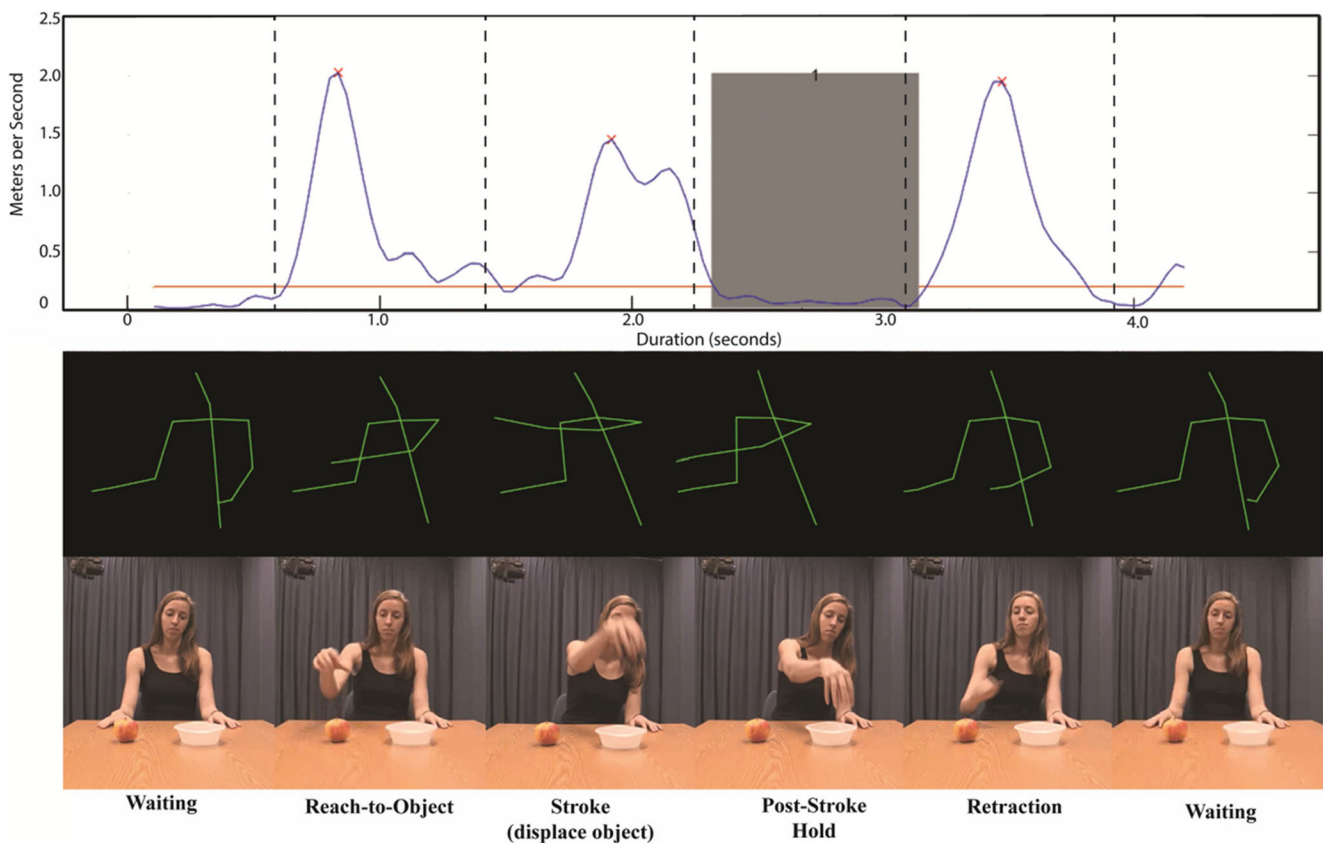 2.5
2.0
1.5
1.0
0.5
0
Meters per Second
1
0
1.0
2.0
3.0
4.0
Duration (seconds)
Waiting
Reach-to-Object
Stroke
(displace object)
Post-Stroke
Hold
Retraction
Waiting